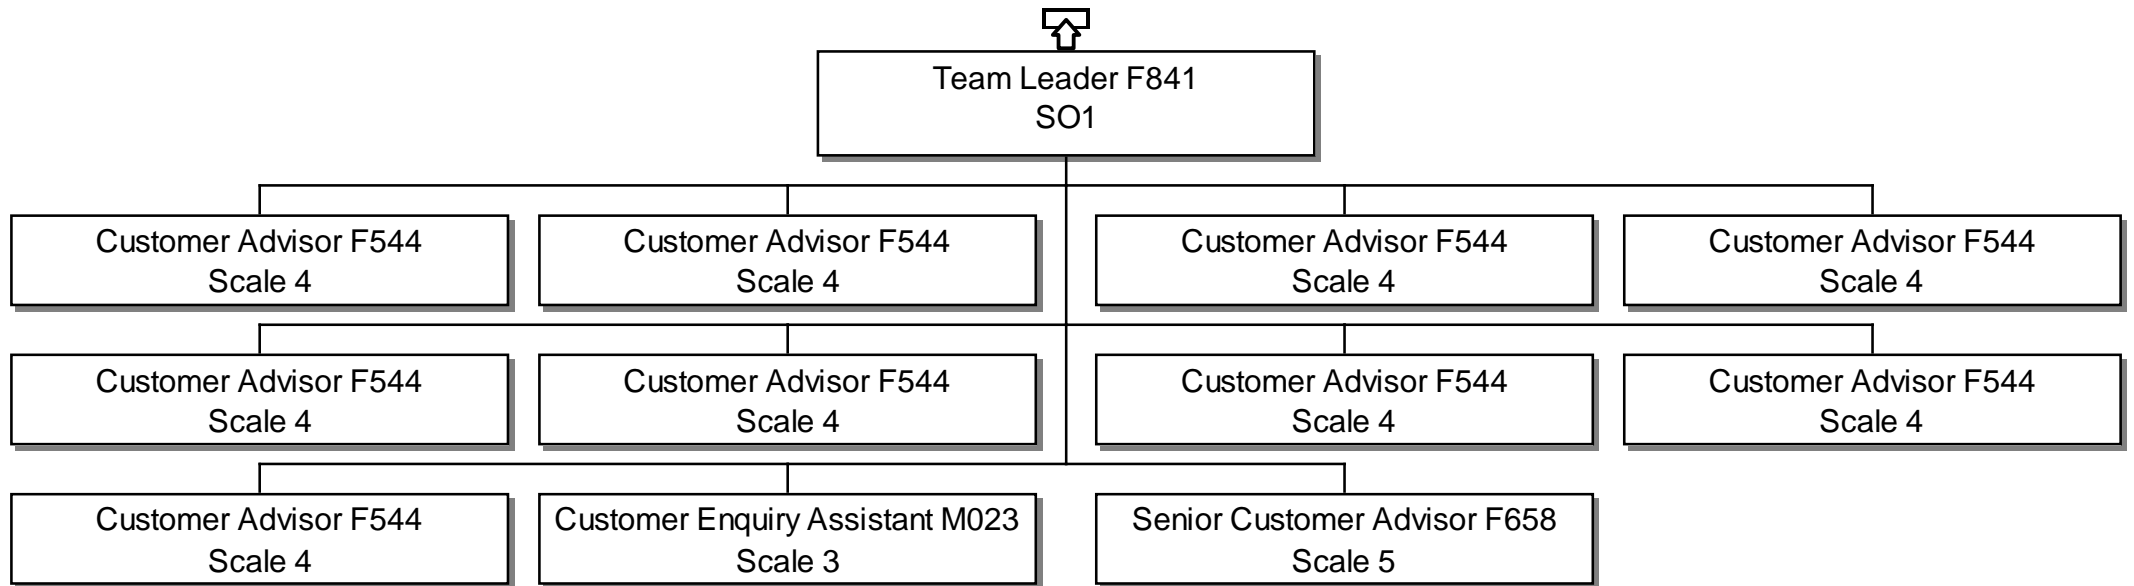 Team Leader F841
SO1
Customer Advisor F544
Scale 4
Customer Advisor F544
Scale 4
Customer Advisor F544
Scale 4
Customer Advisor F544
Scale 4
Customer Advisor F544
Scale 4
Customer Advisor F544
Scale 4
Customer Advisor F544
Scale 4
Customer Advisor F544
Scale 4
Customer Advisor F544
Scale 4
Customer Enquiry Assistant M023
Scale 3
Senior Customer Advisor F658
Scale 5